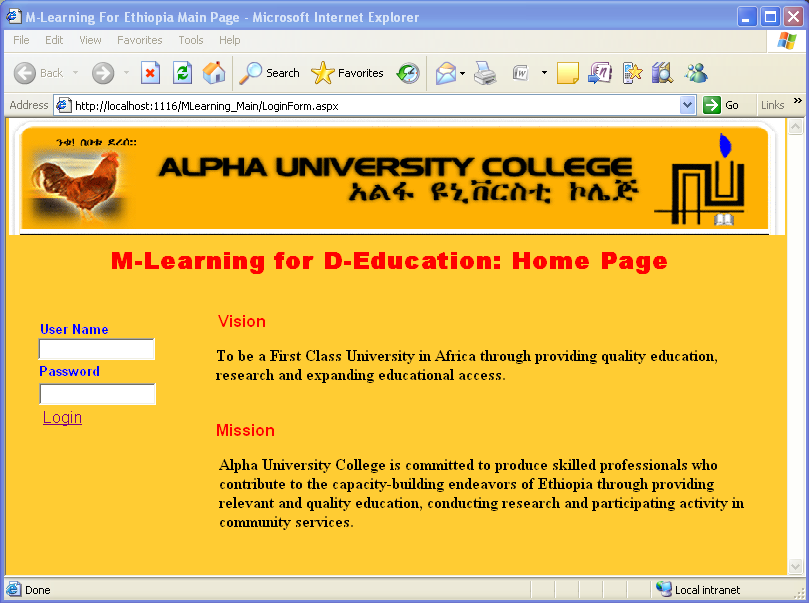 M-Learning For Ethiopia Main Page - Microsoft Internet Explorer
File Edit View Favorites Tools Help
Back Search Favorites
Address http://localhost:1116/MLearning_Main/LoginForm.aspx Go Links »
ALPHA UNIVERSITY COLLEGE
አልፋ ዩኒቨርስቲ ኮሌጅ
M-Learning for D-Education: Home Page
User Name
Password
Login
Vision
To be a First Class University in Africa through providing quality education,
research and expanding educational access.
Mission
Alpha University College is committed to produce skilled professionals who
contribute to the capacity-building endeavors of Ethiopia through providing
relevant and quality education, conducting research and participating activity in
community services.
Done Local intranet